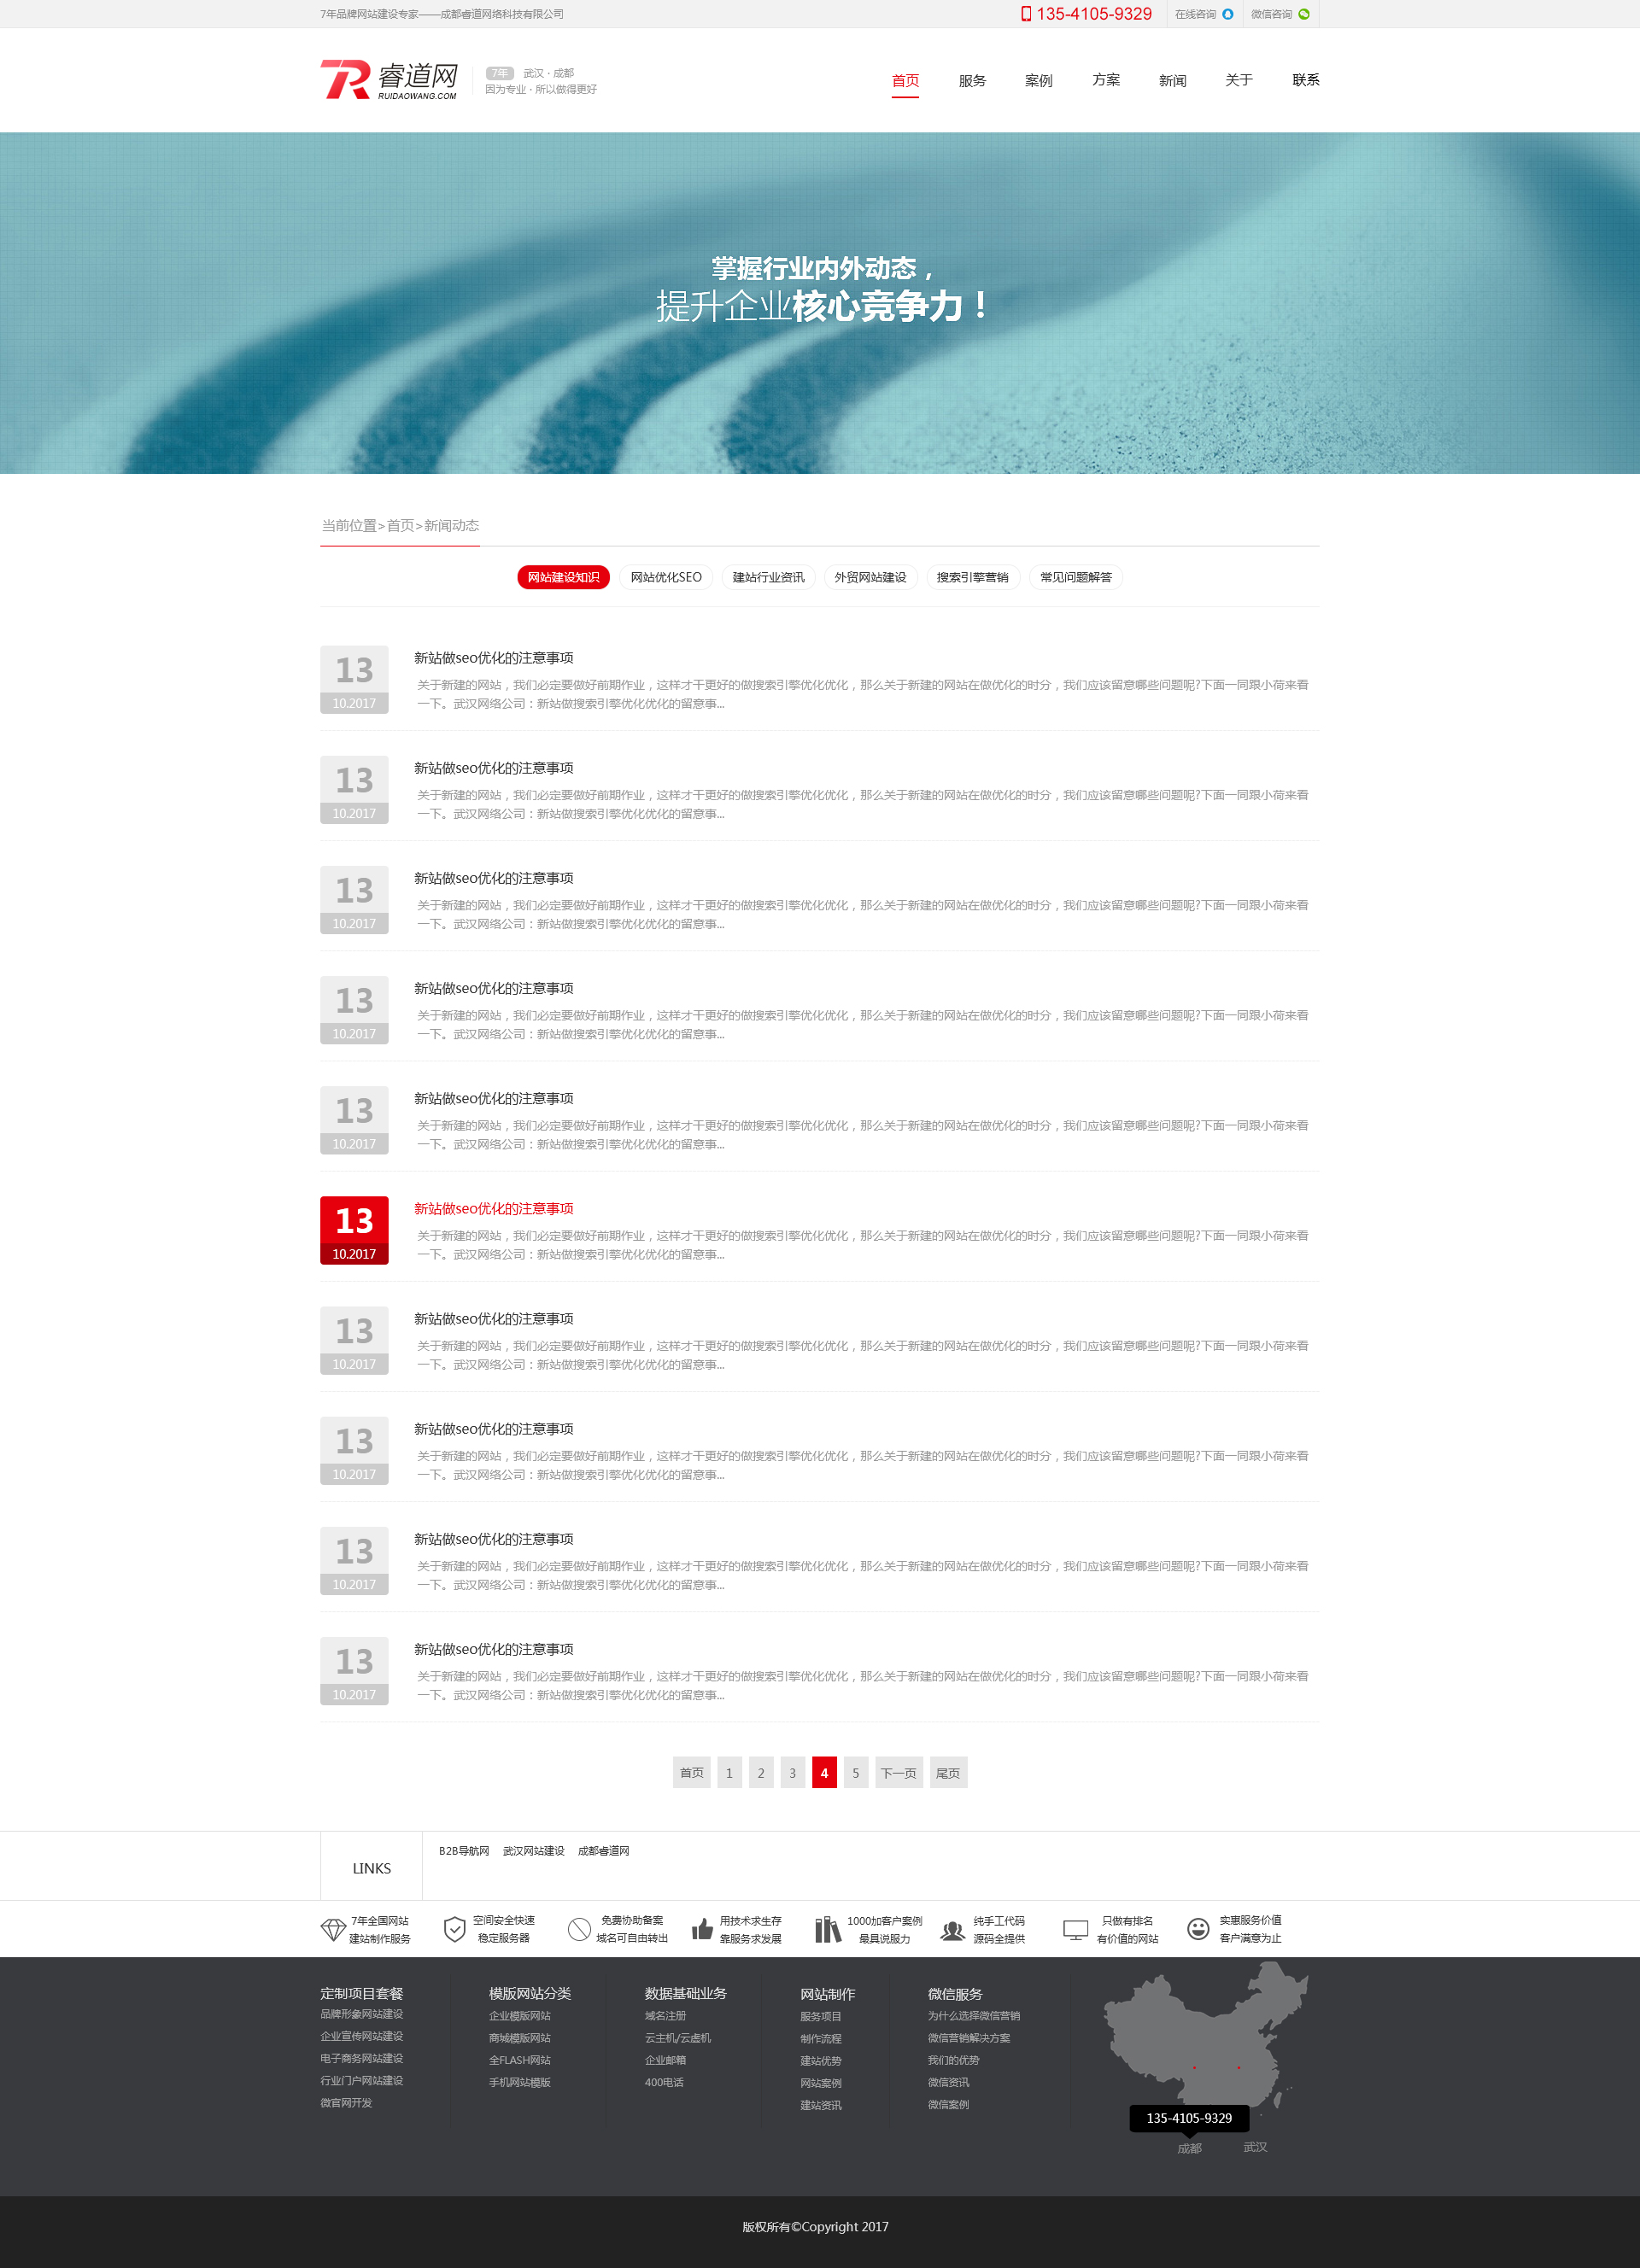 7年品牌网站建设专家——成都睿道网络科技有限公司
135-4105-9329 在线咨询 微信咨询
睿道网
RUIDAOWANG.COM
7年 武汉 · 成都
因为专业 · 所以做得更好
首页 服务 案例 方案 新闻 关于 联系
掌握行业内外动态，
提升企业核心竞争力！
当前位置>首页>新闻动态
网站建设知识 网站优化SEO 建站行业资讯 外贸网站建设 搜索引擎营销 常见问题解答
13
10.2017
新站做seo优化的注意事项
关于新建的网站，我们必定要做好前期作业，这样才干更好的做搜索引擎优化优化，那么关于新建的网站在做优化的时分，我们应该留意哪些问题呢?下面一同跟小荷来看
一下。武汉网络公司：新站做搜索引擎优化优化的留意事...
13
10.2017
新站做seo优化的注意事项
关于新建的网站，我们必定要做好前期作业，这样才干更好的做搜索引擎优化优化，那么关于新建的网站在做优化的时分，我们应该留意哪些问题呢?下面一同跟小荷来看
一下。武汉网络公司：新站做搜索引擎优化优化的留意事...
13
10.2017
新站做seo优化的注意事项
关于新建的网站，我们必定要做好前期作业，这样才干更好的做搜索引擎优化优化，那么关于新建的网站在做优化的时分，我们应该留意哪些问题呢?下面一同跟小荷来看
一下。武汉网络公司：新站做搜索引擎优化优化的留意事...
13
10.2017
新站做seo优化的注意事项
关于新建的网站，我们必定要做好前期作业，这样才干更好的做搜索引擎优化优化，那么关于新建的网站在做优化的时分，我们应该留意哪些问题呢?下面一同跟小荷来看
一下。武汉网络公司：新站做搜索引擎优化优化的留意事...
13
10.2017
新站做seo优化的注意事项
关于新建的网站，我们必定要做好前期作业，这样才干更好的做搜索引擎优化优化，那么关于新建的网站在做优化的时分，我们应该留意哪些问题呢?下面一同跟小荷来看
一下。武汉网络公司：新站做搜索引擎优化优化的留意事...
13
10.2017
新站做seo优化的注意事项
关于新建的网站，我们必定要做好前期作业，这样才干更好的做搜索引擎优化优化，那么关于新建的网站在做优化的时分，我们应该留意哪些问题呢?下面一同跟小荷来看
一下。武汉网络公司：新站做搜索引擎优化优化的留意事...
13
10.2017
新站做seo优化的注意事项
关于新建的网站，我们必定要做好前期作业，这样才干更好的做搜索引擎优化优化，那么关于新建的网站在做优化的时分，我们应该留意哪些问题呢?下面一同跟小荷来看
一下。武汉网络公司：新站做搜索引擎优化优化的留意事...
13
10.2017
新站做seo优化的注意事项
关于新建的网站，我们必定要做好前期作业，这样才干更好的做搜索引擎优化优化，那么关于新建的网站在做优化的时分，我们应该留意哪些问题呢?下面一同跟小荷来看
一下。武汉网络公司：新站做搜索引擎优化优化的留意事...
13
10.2017
新站做seo优化的注意事项
关于新建的网站，我们必定要做好前期作业，这样才干更好的做搜索引擎优化优化，那么关于新建的网站在做优化的时分，我们应该留意哪些问题呢?下面一同跟小荷来看
一下。武汉网络公司：新站做搜索引擎优化优化的留意事...
13
10.2017
新站做seo优化的注意事项
关于新建的网站，我们必定要做好前期作业，这样才干更好的做搜索引擎优化优化，那么关于新建的网站在做优化的时分，我们应该留意哪些问题呢?下面一同跟小荷来看
一下。武汉网络公司：新站做搜索引擎优化优化的留意事...
首页 1 2 3 4 5 下一页 尾页
LINKS
B2B导航网 武汉网站建设 成都睿道网
7年全国网站
建站制作服务
空间安全快速
稳定服务器
免费协助备案
域名可自由转出
用技术求生存
靠服务求发展
1000加客户案例
最具说服力
纯手工代码
源码全提供
只做有排名
有价值的网站
实惠服务价值
客户满意为止
定制项目套餐
品牌形象网站建设
企业宣传网站建设
电子商务网站建设
行业门户网站建设
微官网开发
模版网站分类
企业模版网站
商城模版网站
全FLASH网站
手机网站模版
数据基础业务
域名注册
云主机/云虚机
企业邮箱
400电话
网站制作
服务项目
制作流程
建站优势
网站案例
建站资讯
微信服务
为什么选择微信营销
微信营销解决方案
我们的优势
微信资讯
微信案例
135-4105-9329
成都 武汉
版权所有©Copyright 2017